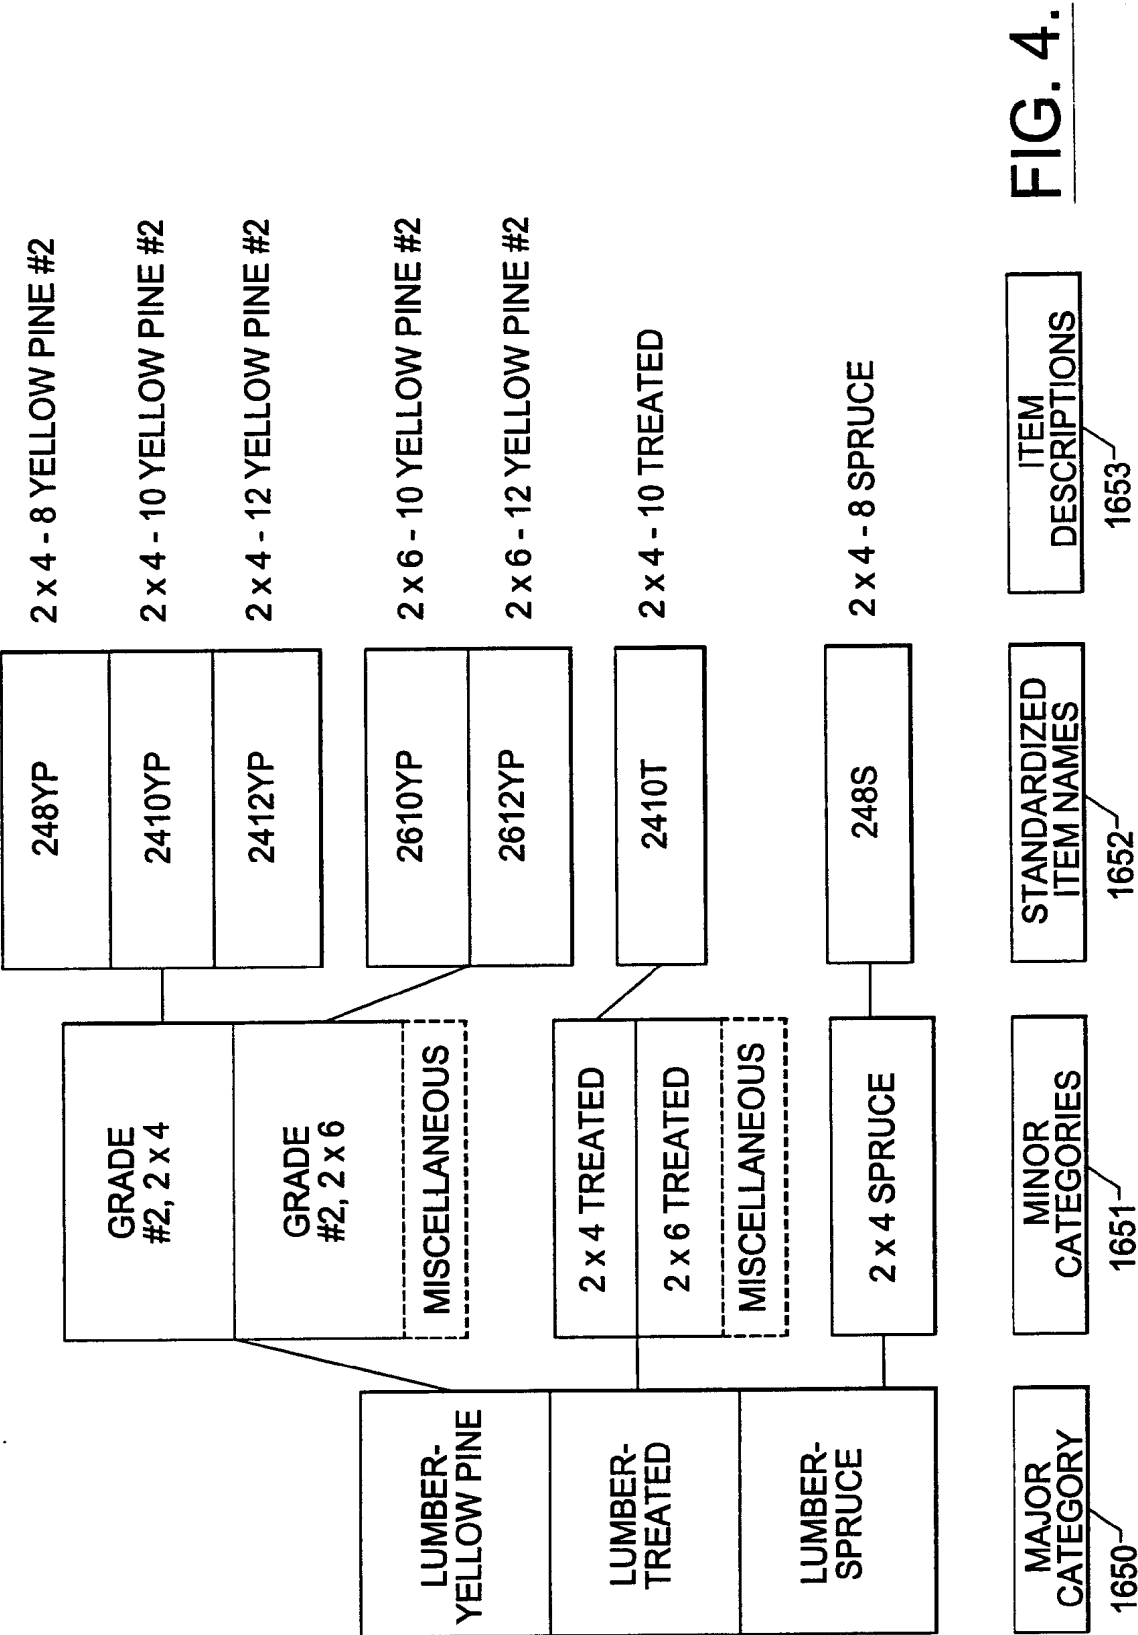 LUMBER-
YELLOW PINE
LUMBER-
TREATED
LUMBER-
SPRUCE
GRADE
#2, 2 x 4
GRADE
#2, 2 x 6
MISCELLANEOUS
2 x 4 TREATED
2 x 6 TREATED
MISCELLANEOUS
2 x 4 SPRUCE
248YP
2410YP
2412YP
2610YP
2612YP
2410T
248S
2 x 4 - 8 YELLOW PINE #2
2 x 4 - 10 YELLOW PINE #2
2 x 4 - 12 YELLOW PINE #2
2 x 6 - 10 YELLOW PINE #2
2 x 6 - 12 YELLOW PINE #2
2 x 4 - 10 TREATED
2 x 4 - 8 SPRUCE
MAJOR
CATEGORY
1650
MINOR
CATEGORIES
1651
STANDARDIZED
ITEM NAMES
1652
ITEM
DESCRIPTIONS
1653
FIG. 4.